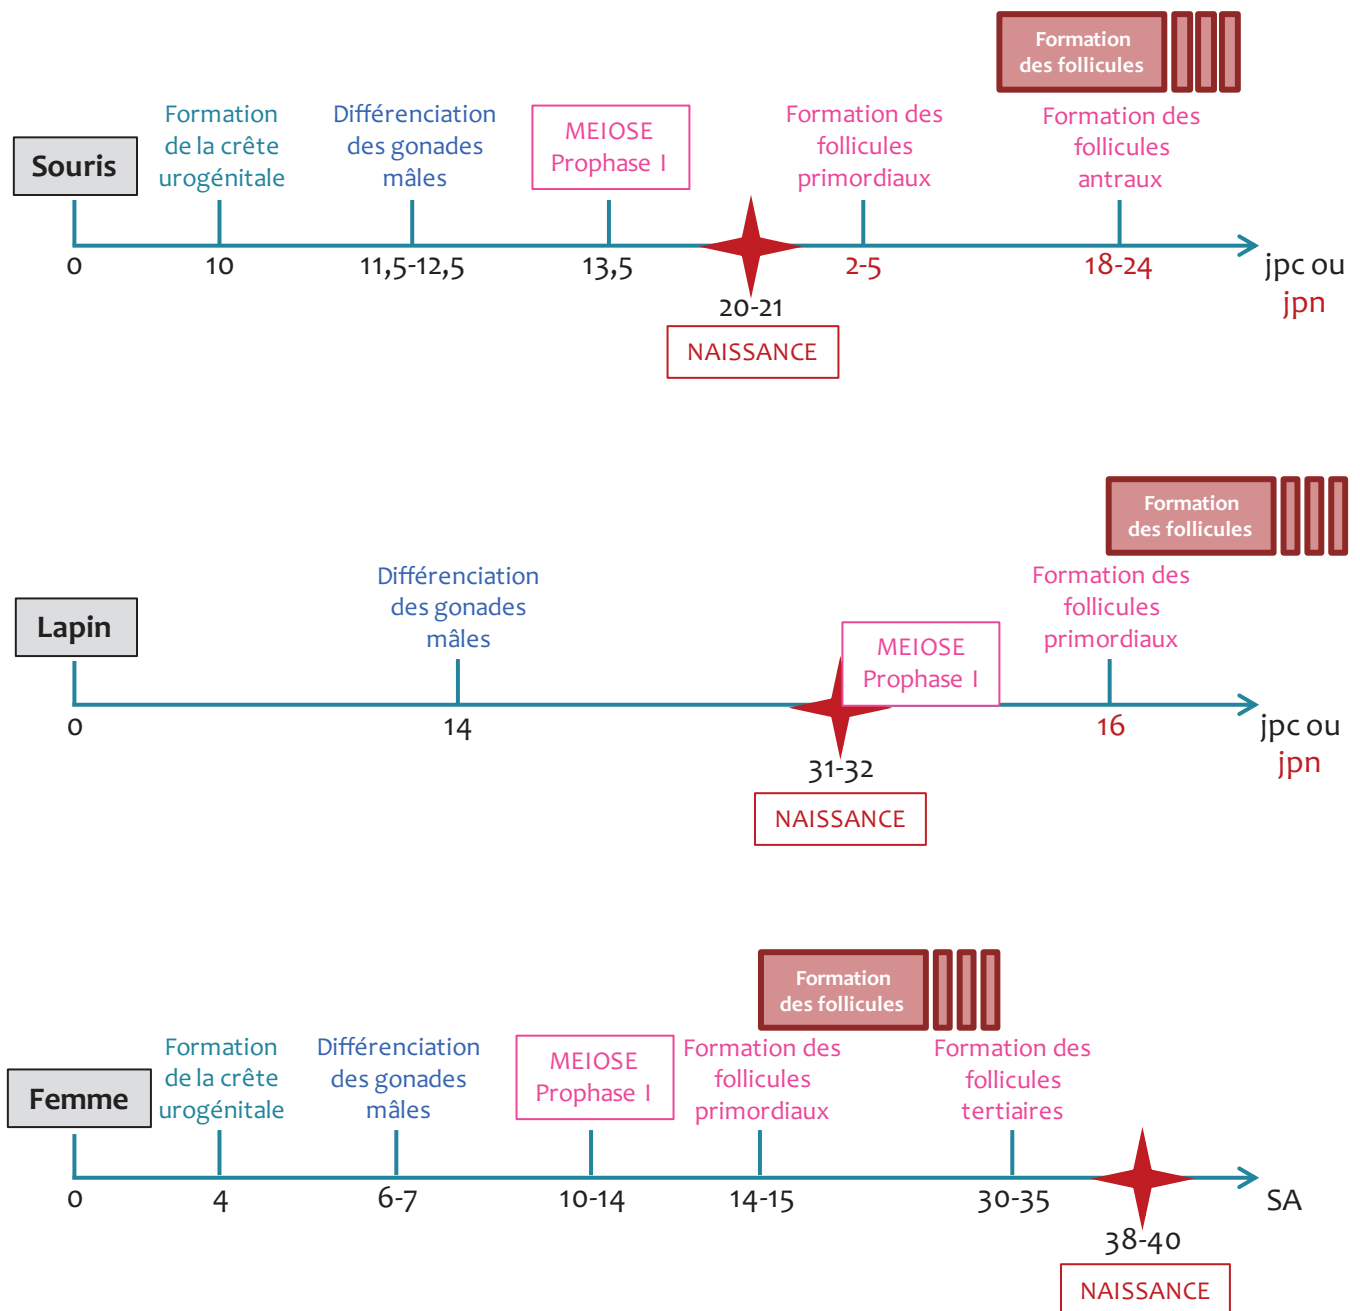 Formation
des follicules
Formation
de la crête
urogénitale
Différenciation
des gonades
mâles
MEIOSE
Prophase I
Formation des
follicules
primordiaux
Formation des
follicules
antraux
Souris
0
10
11,5-12,5
13,5
2-5
18-24
jpc ou
jpn
20-21
NAISSANCE
Formation
des follicules
Différenciation
des gonades
mâles
Formation des
follicules
primordiaux
Lapin
MEIOSE
Prophase I
0
14
16
jpc ou
jpn
31-32
NAISSANCE
Formation
des follicules
Formation
de la crête
urogénitale
Différenciation
des gonades
mâles
MEIOSE
Prophase I
Formation des
follicules
primordiaux
Formation des
follicules
tertiaires
Femme
0
4
6-7
10-14
14-15
30-35
SA
38-40
NAISSANCE